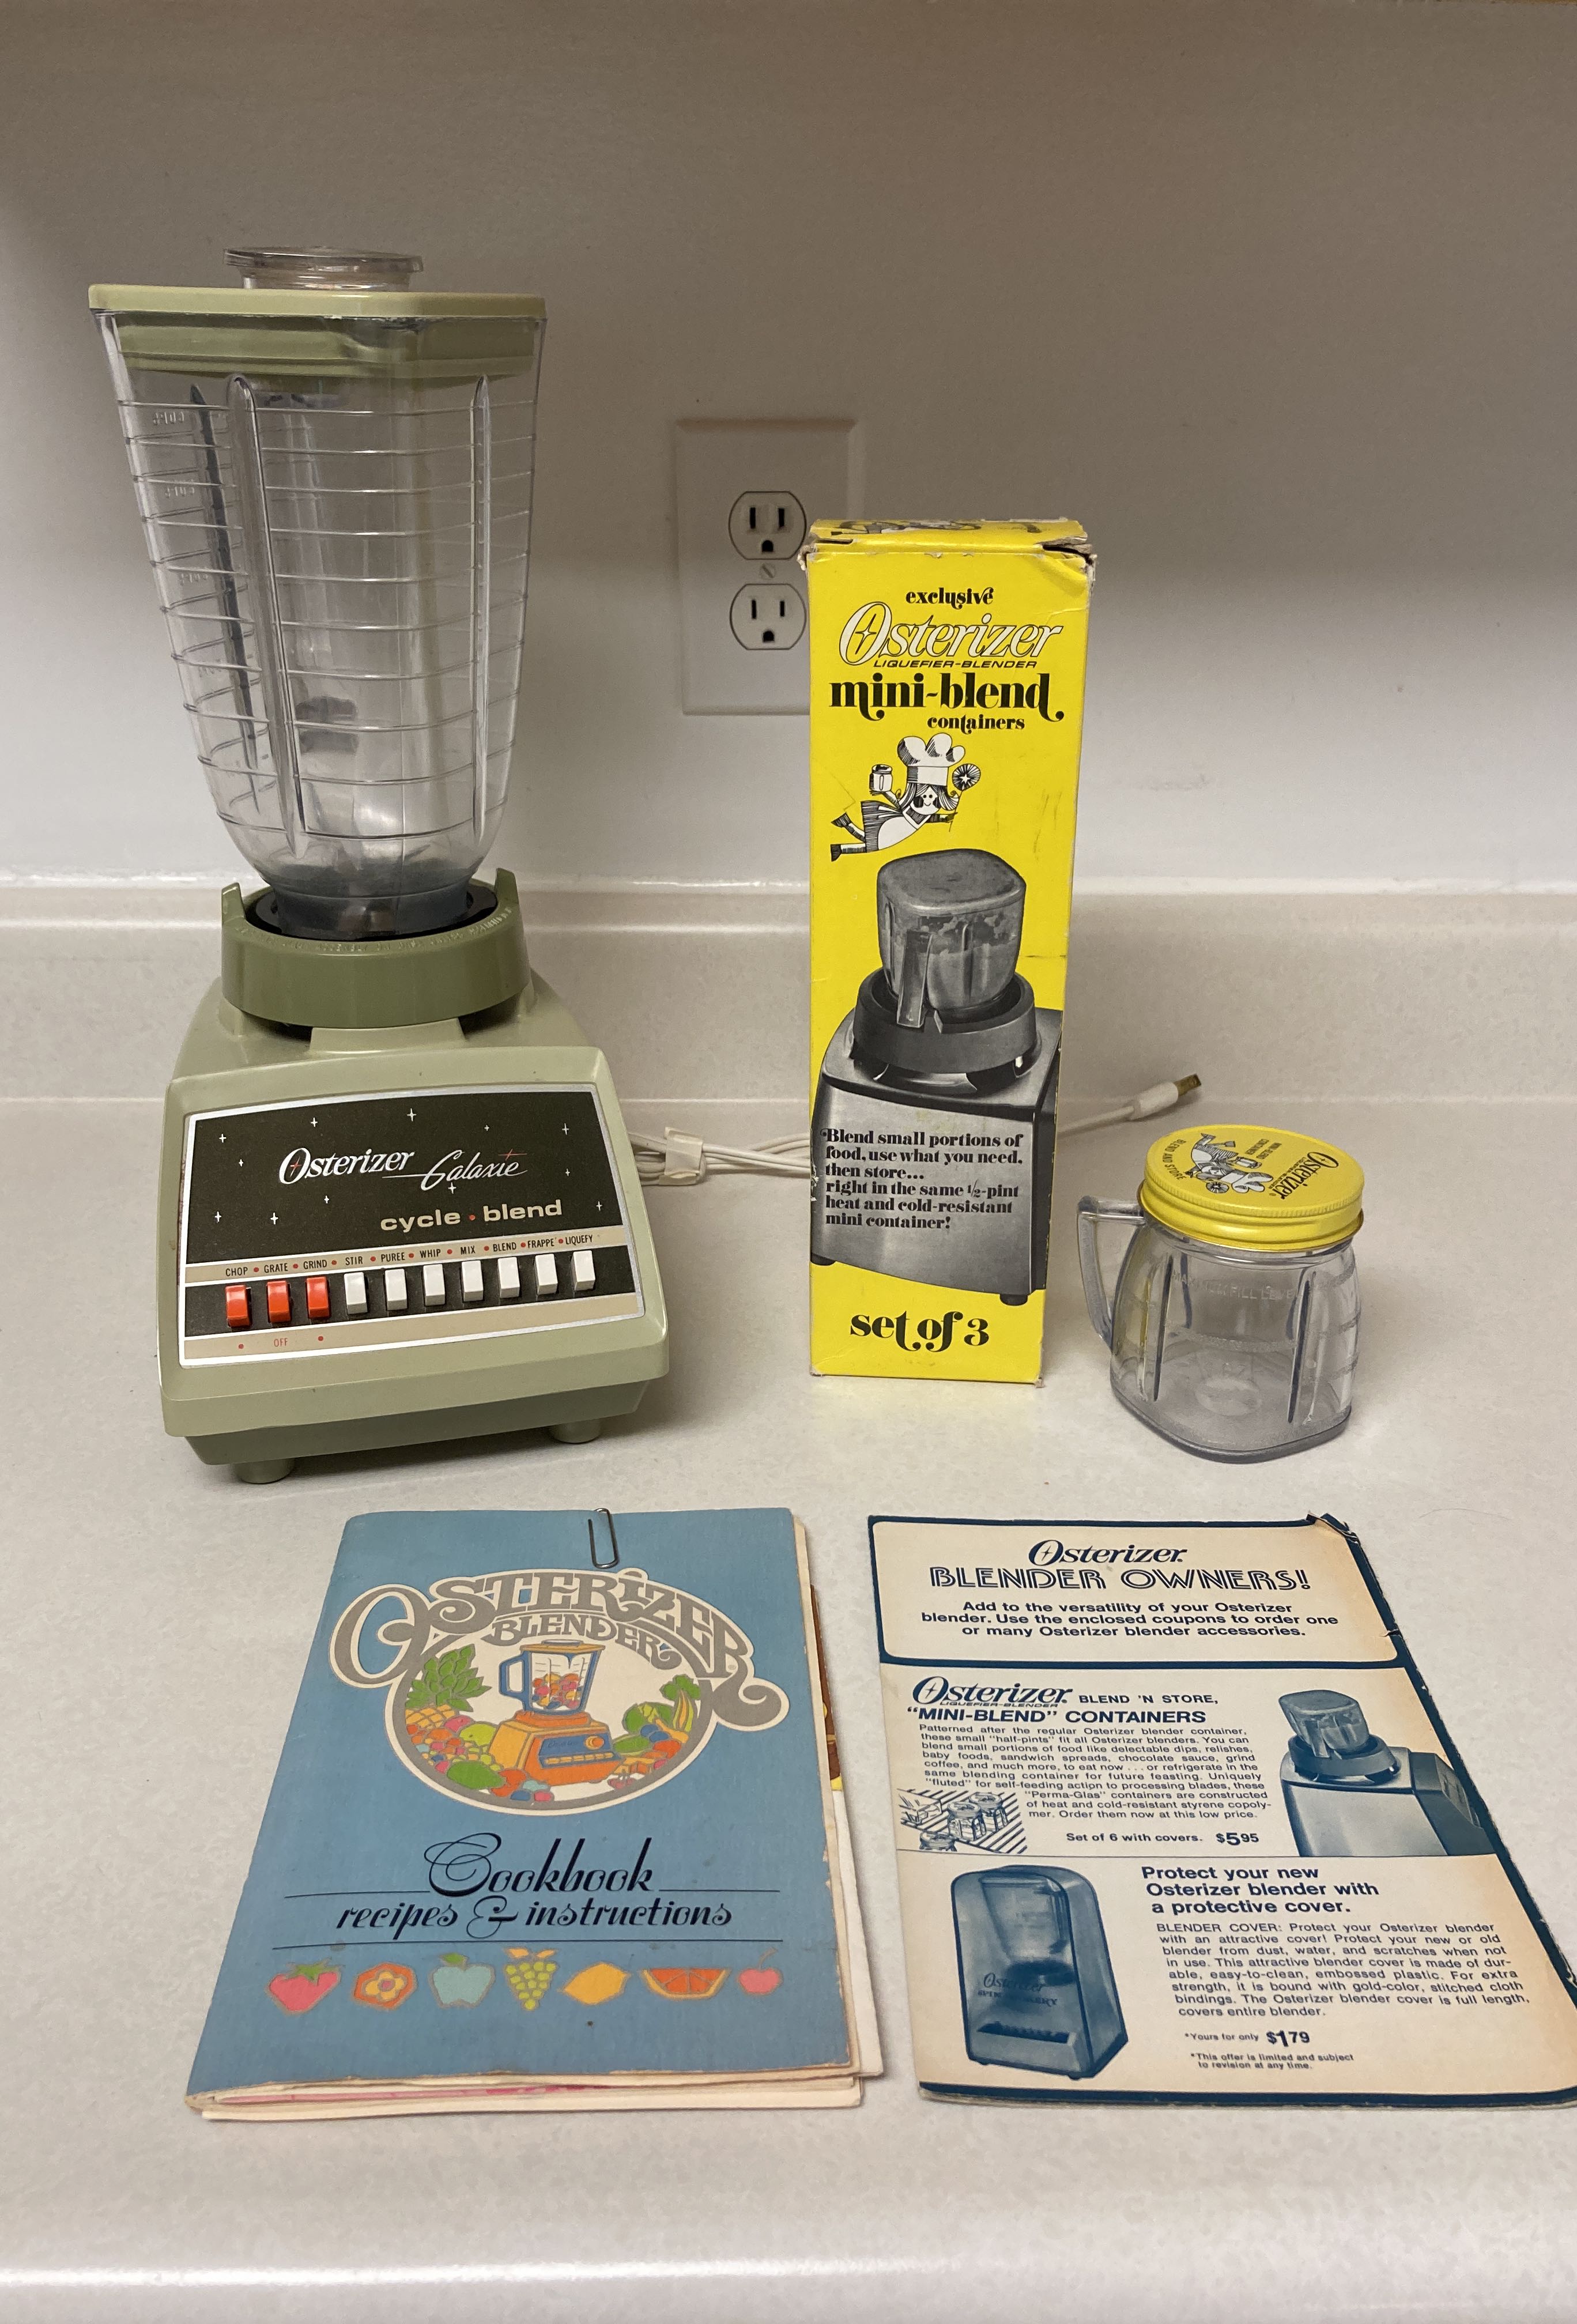 Osterizer Galaxie
cycle • blend
CHOP • GRATE • GRIND • STIR • PUREE • WHIP • MIX • BLEND • FRAPPE' • LIQUEFY
• OFF •
exclusive
Osterizer
LIQUEFIER-BLENDER
mini-blend
containers
Blend small portions of
food, use what you need,
then store...
right in the same ½-pint
heat and cold-resistant
mini container!
set of 3
Osterizer
OSTERIZER
BLENDER
Cookbook
recipes & instructions
Osterizer
BLENDER OWNERS!
Add to the versatility of your Osterizer
blender. Use the enclosed coupons to order one
or many Osterizer blender accessories.
Osterizer BLEND 'N STORE,
LIQUEFIER-BLENDER
"MINI-BLEND" CONTAINERS
Patterned after the regular Osterizer blender container,
these small "half-pints" fit all Osterizer blenders. You can
blend small portions of food like delectable dips, relishes,
baby foods, sandwich spreads, chocolate sauce, grind
coffee, and much more, to eat now . . . or refrigerate in the
same blending container for future feasting. Uniquely
"fluted" for self-feeding action to processing blades, these
"Perma-Glas" containers are constructed
of heat and cold-resistant styrene copoly-
mer. Order them now at this low price.
Set of 6 with covers. $5 95
Protect your new
Osterizer blender with
a protective cover.
BLENDER COVER: Protect your Osterizer blender
with an attractive cover! Protect your new or old
blender from dust, water, and scratches when not
in use. This attractive blender cover is made of dur-
able, easy-to-clean, embossed plastic. For extra
strength, it is bound with gold-color, stitched cloth
bindings. The Osterizer blender cover is full length,
covers entire blender.
*Yours for only $1 79
*This offer is limited and subject
to revision at any time.
Osterizer